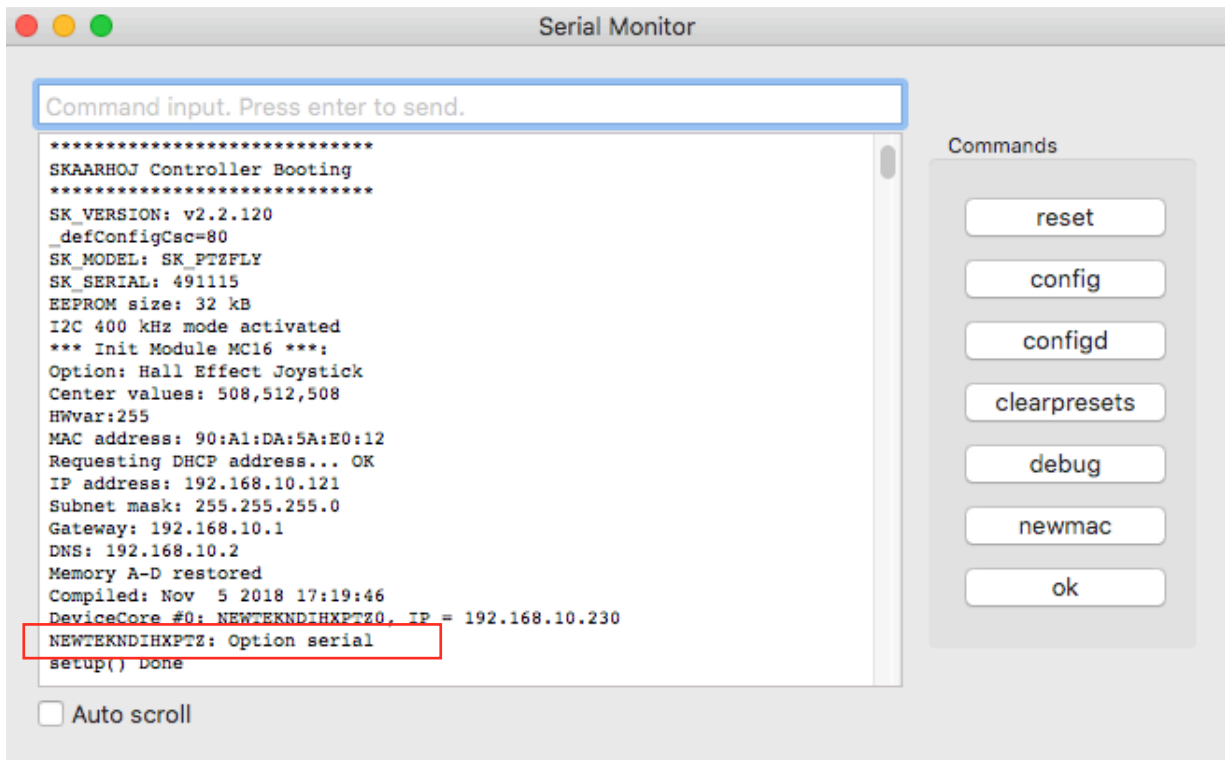 Serial Monitor
Command input. Press enter to send.
*****************************
SKAARHOJ Controller Booting
*****************************
SK_VERSION: v2.2.120
_defConfigCsc=80
SK_MODEL: SK_PTZFLY
SK_SERIAL: 491115
EEPROM size: 32 kB
I2C 400 kHz mode activated
*** Init Module MC16 ***:
Option: Hall Effect Joystick
Center values: 508,512,508
HWvar:255
MAC address: 90:A1:DA:5A:E0:12
Requesting DHCP address... OK
IP address: 192.168.10.121
Subnet mask: 255.255.255.0
Gateway: 192.168.10.1
DNS: 192.168.10.2
Memory A-D restored
Compiled: Nov  5 2018 17:19:46
DeviceCore #0: NEWTEKNDIHXPTZ0, IP = 192.168.10.230
NEWTEKNDIHXPTZ: Option serial
setup() Done
Auto scroll
Commands
reset
config
configd
clearpresets
debug
newmac
ok